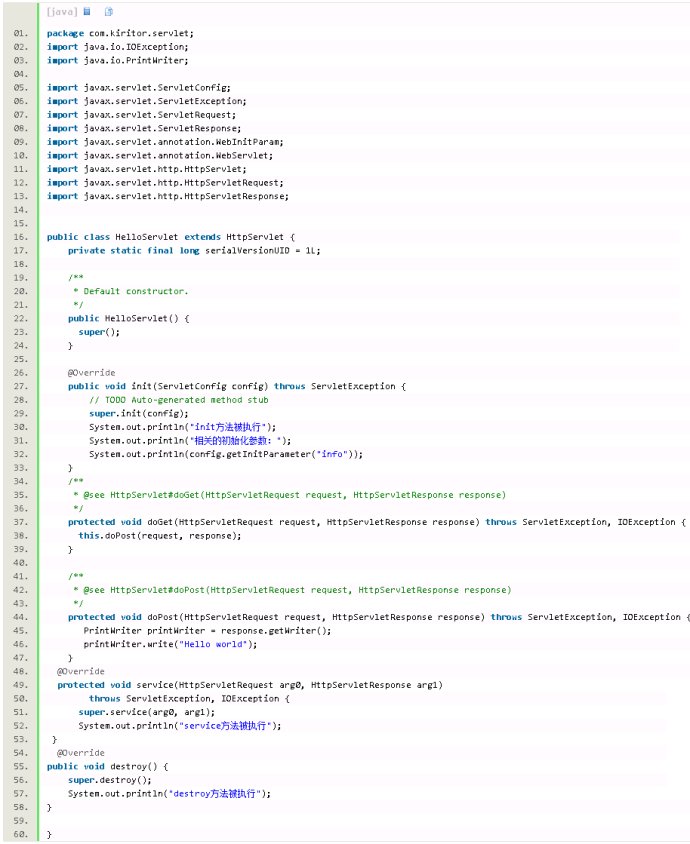 [java]
01. package com.kiritor.servlet;
02. import java.io.IOException;
03. import java.io.PrintWriter;
04.
05. import javax.servlet.ServletConfig;
06. import javax.servlet.ServletException;
07. import javax.servlet.ServletRequest;
08. import javax.servlet.ServletResponse;
09. import javax.servlet.annotation.WebInitParam;
10. import javax.servlet.annotation.WebServlet;
11. import javax.servlet.http.HttpServlet;
12. import javax.servlet.http.HttpServletRequest;
13. import javax.servlet.http.HttpServletResponse;
14.
15.
16. public class HelloServlet extends HttpServlet {
17.     private static final long serialVersionUID = 1L;
18.
19.     /**
20.      * Default constructor.
21.      */
22.     public HelloServlet() {
23.       super();
24.     }
25.
26.     @Override
27.     public void init(ServletConfig config) throws ServletException {
28.         // TODO Auto-generated method stub
29.         super.init(config);
30.         System.out.println("init方法被执行");
31.         System.out.println("相关的初始化参数：");
32.         System.out.println(config.getInitParameter("info"));
33.     }
34.     /**
35.      * @see HttpServlet#doGet(HttpServletRequest request, HttpServletResponse response)
36.      */
37.     protected void doGet(HttpServletRequest request, HttpServletResponse response) throws ServletException, IOException {
38.       this.doPost(request, response);
39.     }
40.
41.     /**
42.      * @see HttpServlet#doPost(HttpServletRequest request, HttpServletResponse response)
43.      */
44.     protected void doPost(HttpServletRequest request, HttpServletResponse response) throws ServletException, IOException {
45.        PrintWriter printWriter = response.getWriter();
46.        printWriter.write("Hello world");
47.     }
48.   @Override
49.   protected void service(HttpServletRequest arg0, HttpServletResponse arg1)
50.         throws ServletException, IOException {
51.       super.service(arg0, arg1);
52.       System.out.println("service方法被执行");
53.  }
54.   @Override
55. public void destroy() {
56.     super.destroy();
57.     System.out.println("destroy方法被执行");
58. }
59.
60. }